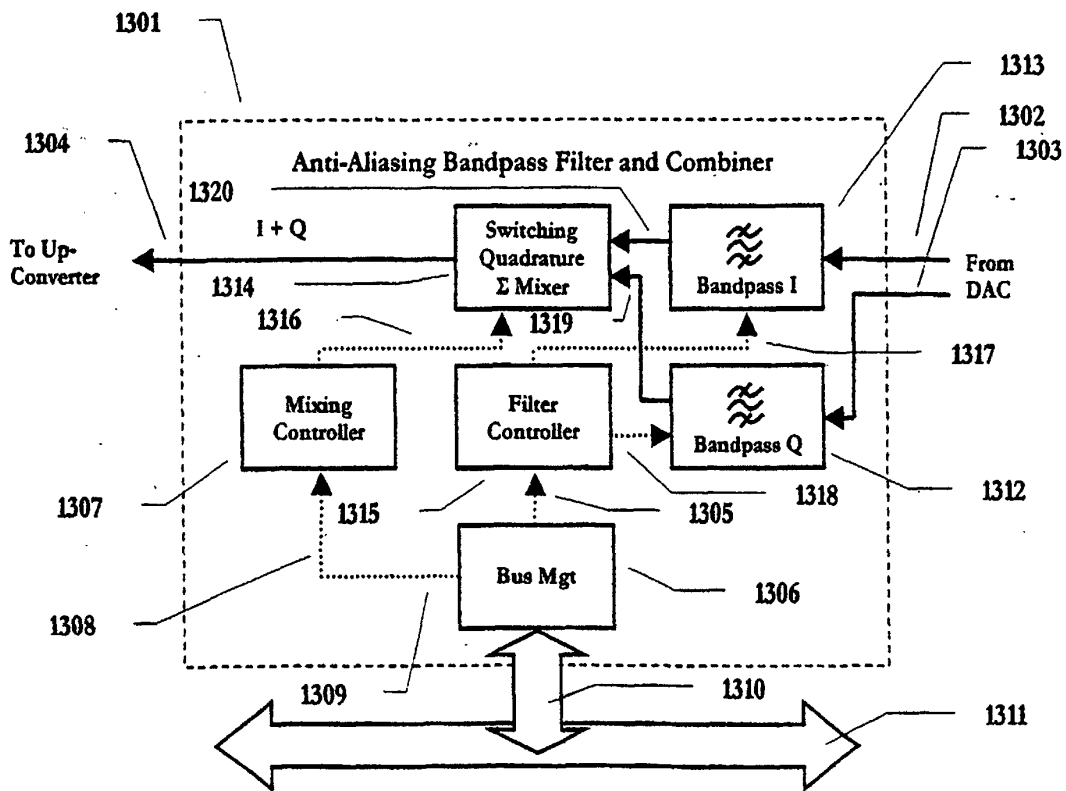 1301
1313
1302
1304
1303
Anti-Aliasing Bandpass Filter and Combiner
1320
I + Q
To Up-
Converter
Switching
Quadrature
Σ Mixer
Bandpass I
From
DAC
1314
1316
1319
1317
Mixing
Controller
Filter
Controller
Bandpass Q
1307
1315
1305
1318
1312
Bus Mgt
1306
1308
1309
1310
1311